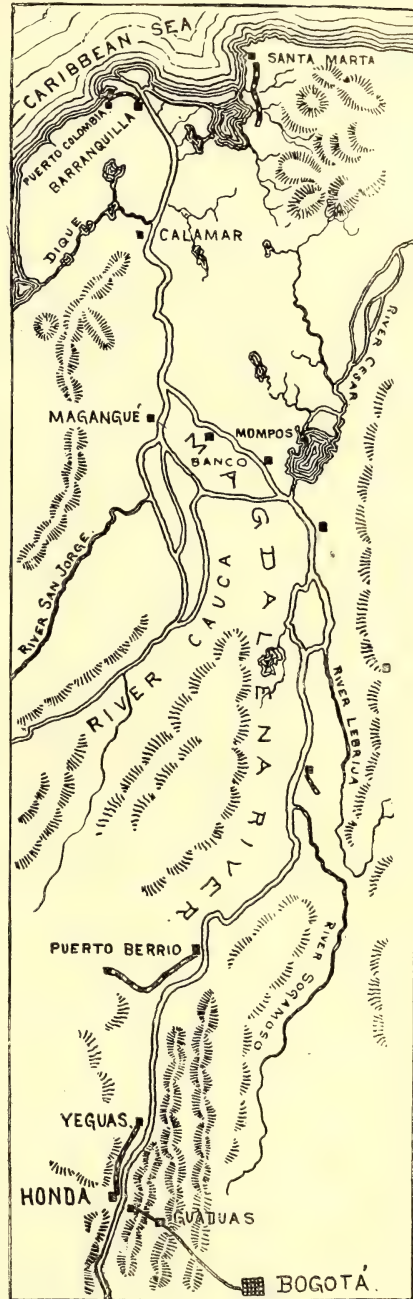 CARIBBEAN SEA
SANTA MARTA
PUERTO COLOMBIA
BARRANQUILLA
DIQUE
CALAMAR
RIVER CESAR
MAGANGUÉ
MOMPOS
BANCO
MAGDALENA RIVER
RIVER SAN JORGE
RIVER CAUCA
RIVER LEBRIJA
PUERTO BERRIO
RIVER SOGAMOSO
YEGUAS
HONDA
GUADUAS
BOGOTÁ